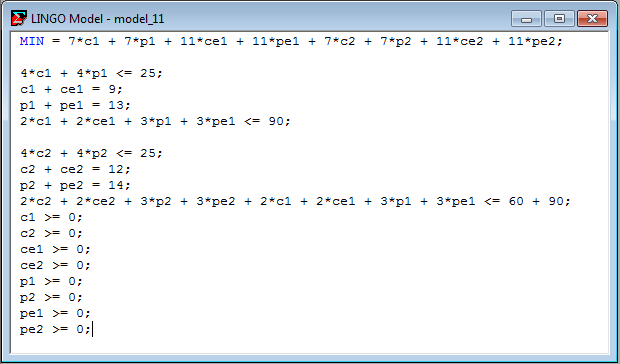 LINGO Model - model_11
MIN = 7*c1 + 7*p1 + 11*ce1 + 11*pe1 + 7*c2 + 7*p2 + 11*ce2 + 11*pe2;
4*c1 + 4*p1 <= 25;
c1 + ce1 = 9;
p1 + pe1 = 13;
2*c1 + 2*ce1 + 3*p1 + 3*pe1 <= 90;
4*c2 + 4*p2 <= 25;
c2 + ce2 = 12;
p2 + pe2 = 14;
2*c2 + 2*ce2 + 3*p2 + 3*pe2 + 2*c1 + 2*ce1 + 3*p1 + 3*pe1 <= 60 + 90;
c1 >= 0;
c2 >= 0;
ce1 >= 0;
ce2 >= 0;
p1 >= 0;
p2 >= 0;
pe1 >= 0;
pe2 >= 0;